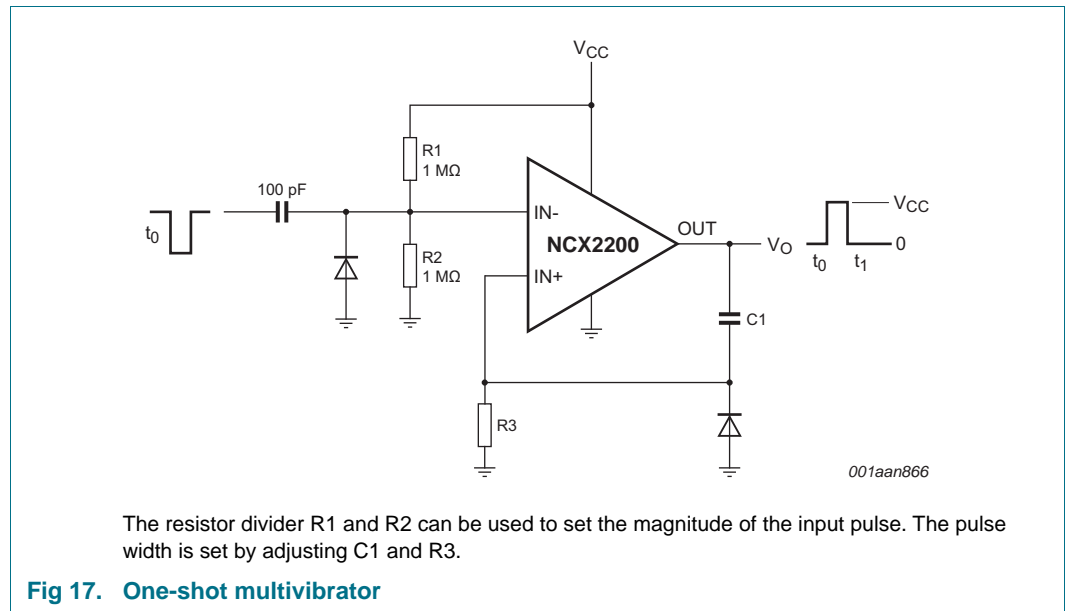 VCC
R1
1 MΩ
100 pF
t0
IN-
OUT
VCC
NCX2200
VO
0
R2
1 MΩ
t0
t1
IN+
C1
R3
001aan866
The resistor divider R1 and R2 can be used to set the magnitude of the input pulse. The pulse
width is set by adjusting C1 and R3.
Fig 17. One-shot multivibrator